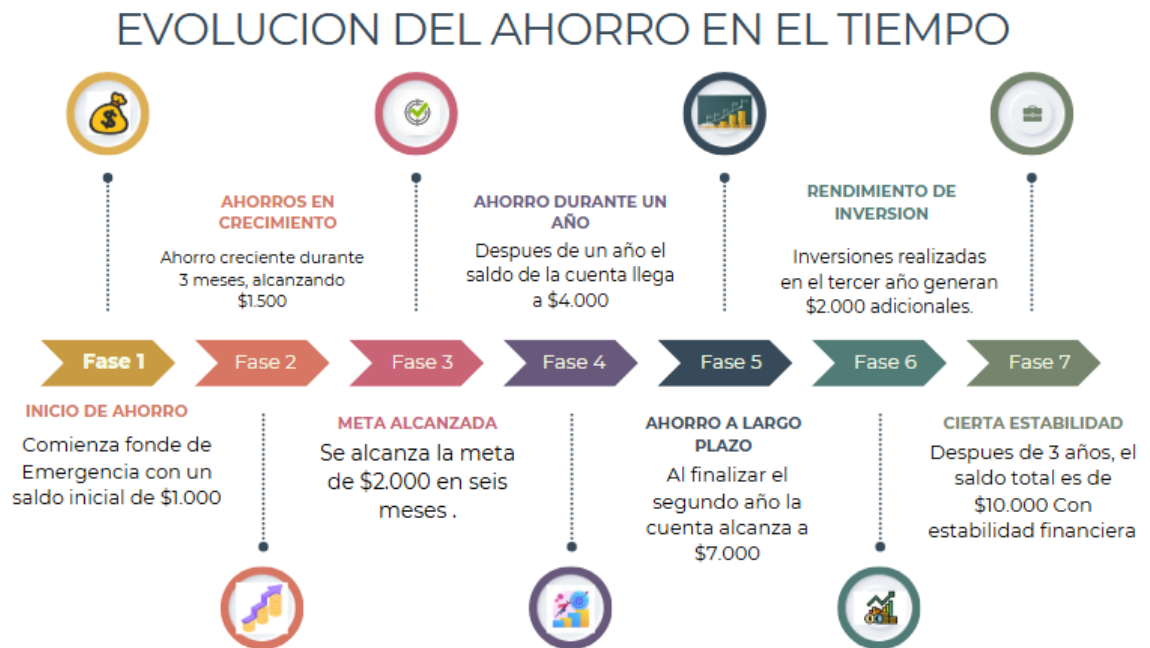 EVOLUCION DEL AHORRO EN EL TIEMPO
Fase 1
INICIO DE AHORRO
Comienza fonde de
Emergencia con un
saldo inicial de $1.000
AHORROS EN
CRECIMIENTO
Ahorro creciente durante
3 meses, alcanzando
$1.500
Fase 2
Fase 3
META ALCANZADA
Se alcanza la meta
de $2.000 en seis
meses .
AHORRO DURANTE UN
AÑO
Despues de un año el
saldo de la cuenta llega
a $4.000
Fase 4
Fase 5
AHORRO A LARGO
PLAZO
Al finalizar el
segundo año la
cuenta alcanza a
$7.000
RENDIMIENTO DE
INVERSION
Inversiones realizadas
en el tercer año generan
$2.000 adicionales.
Fase 6
Fase 7
CIERTA ESTABILIDAD
Despues de 3 años, el
saldo total es de
$10.000 Con
estabilidad financiera